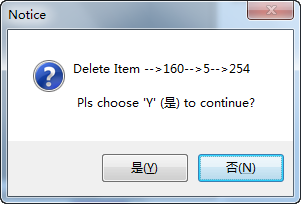 Notice
Delete Item -->160-->5-->254
Pls choose 'Y' (是) to continue?
是(Y)
否(N)